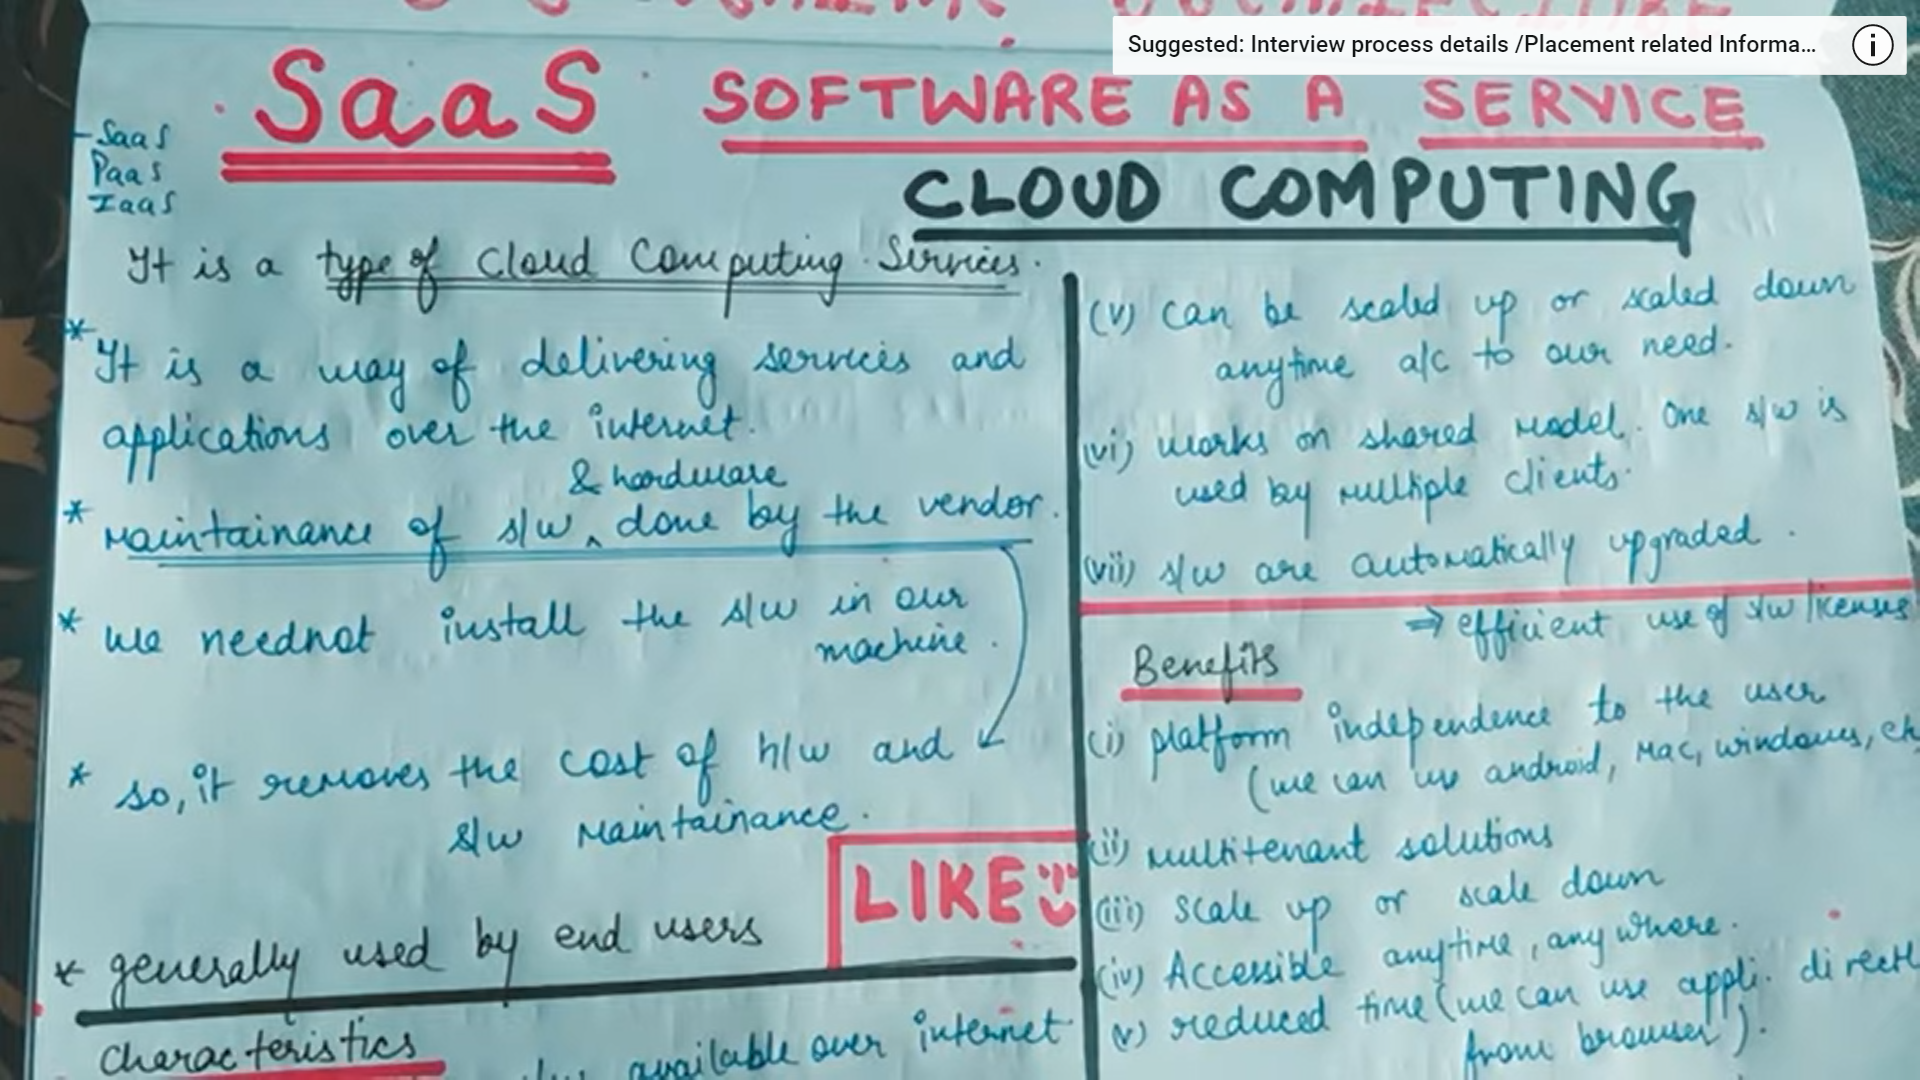 Suggested: Interview process details /Placement related Informa...
SaaS SOFTWARE AS A SERVICE
CLOUD COMPUTING
- SaaS
PaaS
IaaS
It is a type of Cloud Computing Services.
* It is a way of delivering services and
applications over the internet.
& hardware
* Maintainance of s/w ^ done by the vendor.
* we neednot install the s/w in our
machine.
* so, it removes the cost of h/w and
s/w Maintainance.
LIKE
* generally used by end users
Characteristics
available over internet
(v) can be scaled up or scaled down
anytime a/c to our need.
(vi) works on shared model. One s/w is
used by multiple clients.
(vii) s/w are automatically upgraded.
⇒ efficient use of s/w licenses
Benefits
(i) platform independence to the user
(we can use android, Mac, windows,
(ii) Multitenant solutions
(iii) Scale up or scale down
(iv) Accessible anytime, anywhere.
(v) reduced time (we can use appli. directl
from browser).